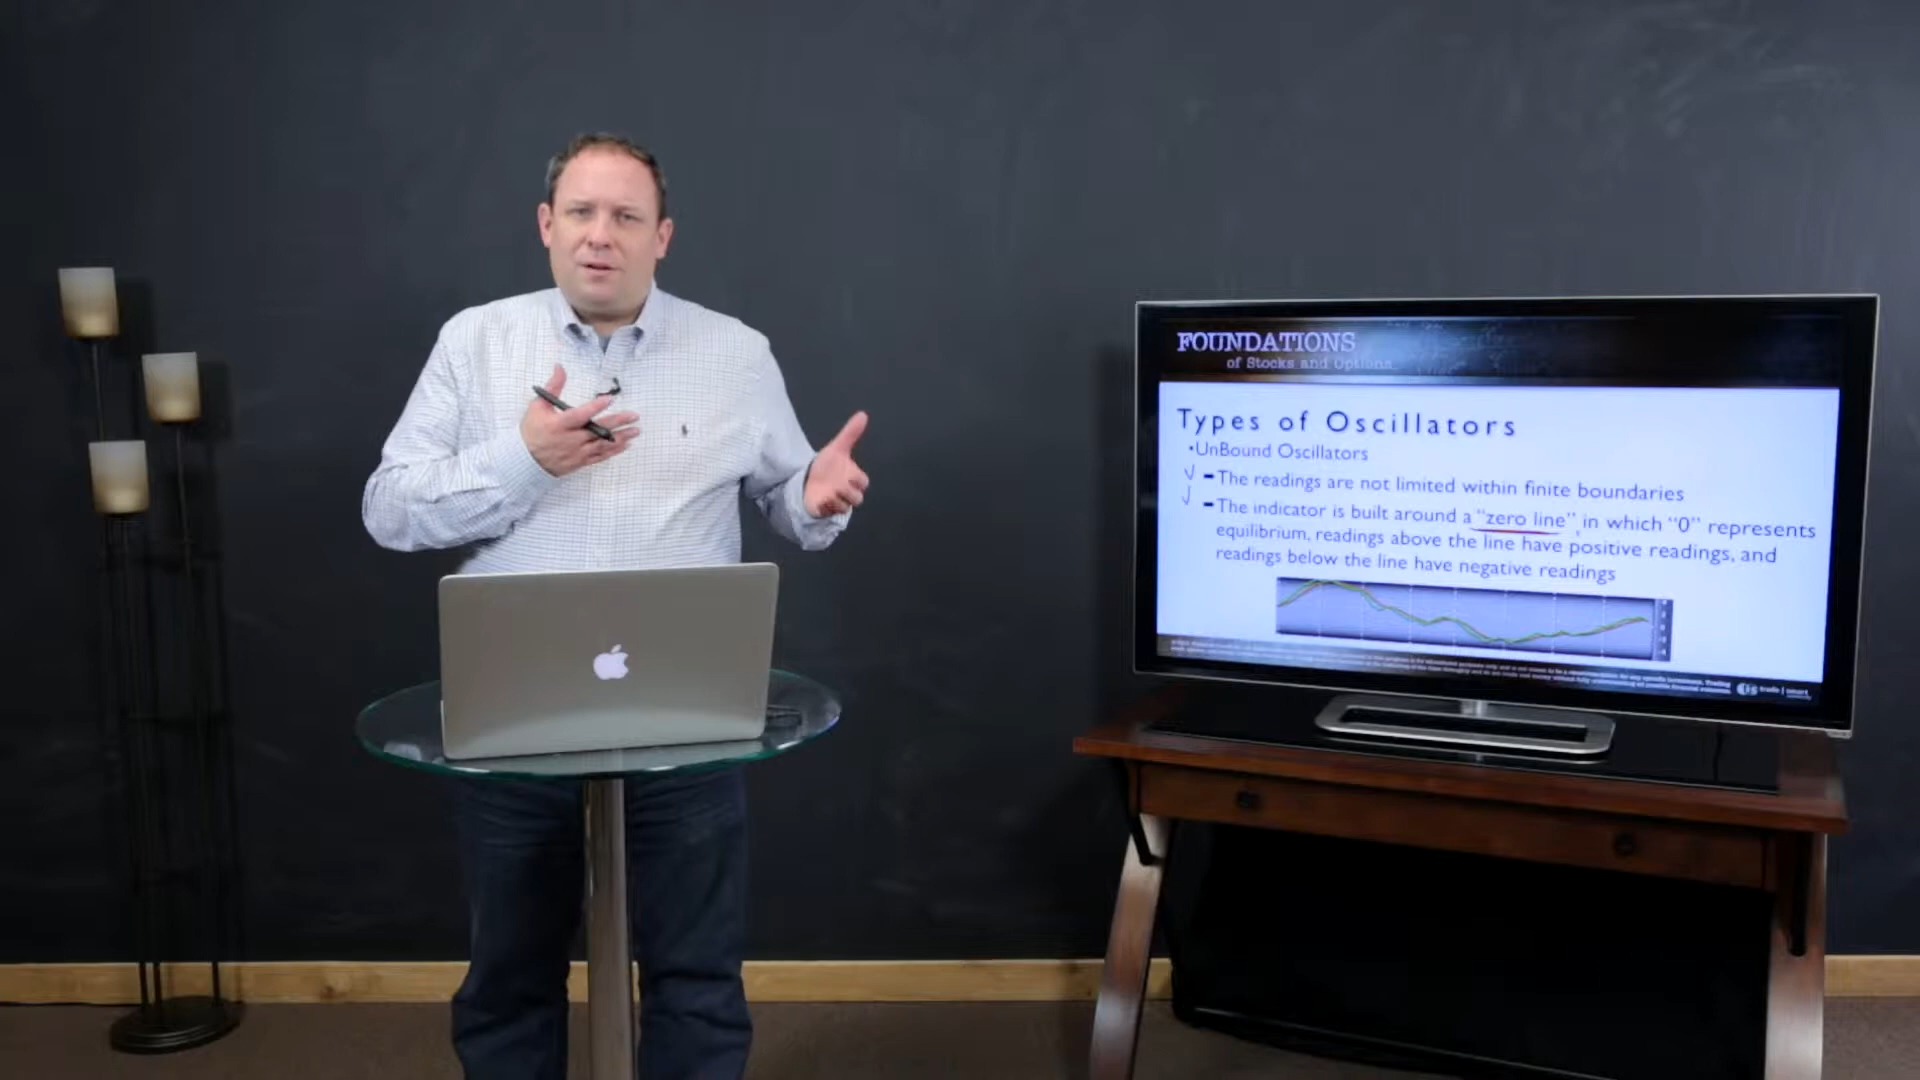 FOUNDATIONS
of Stocks and Options
Types of Oscillators
•UnBound Oscillators
–The readings are not limited within finite boundaries
–The indicator is built around a “zero line”, in which “0” represents
equilibrium, readings above the line have positive readings, and
readings below the line have negative readings
trade | smart